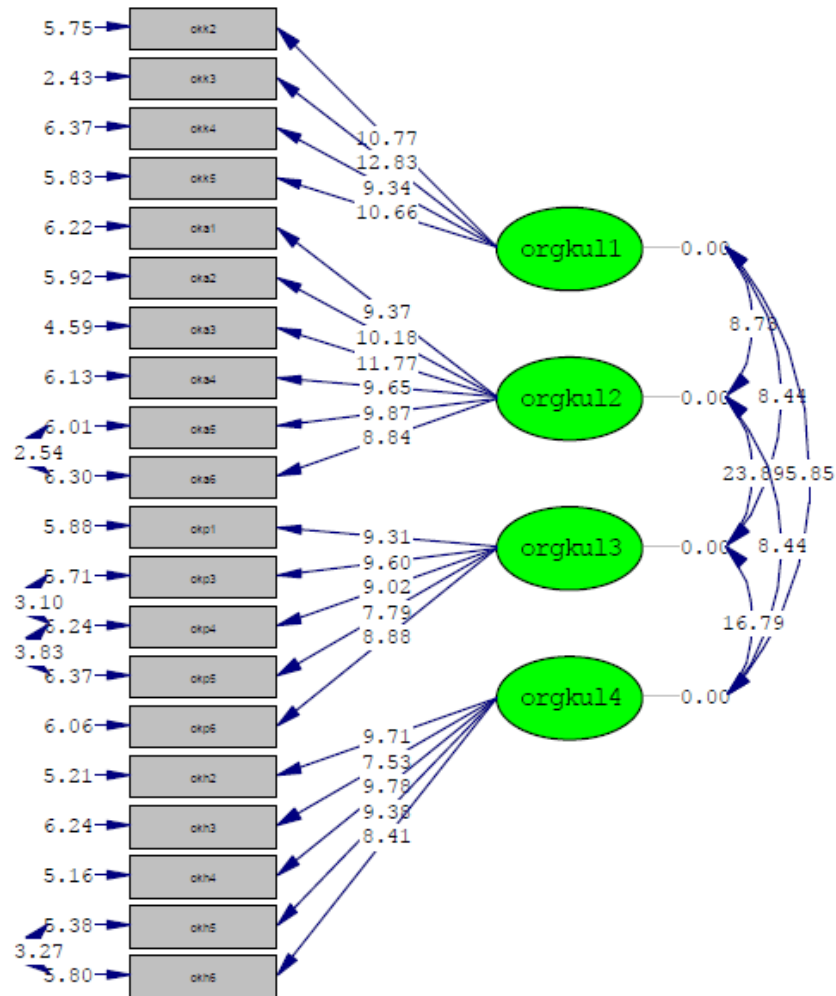 5.75 okk2
2.43 okk3
6.37 okk4
10.77
12.83
5.83 okk5
9.34
10.66
6.22 oka1
orgkul1 0.00
5.92 oka2
9.37
8.73
4.59 oka3
10.18
11.77
6.13 oka4
9.65
orgkul2 0.00 8.44
6.01 oka5
9.87
8.84
2.54
6.30 oka6
23.895.85
5.88 okp1
9.31
orgkul3 0.00 8.44
5.71 okp3
9.60
9.02
3.10
okp4
7.79
8.88
16.79
3.83
6.37 okp5
orgkul4 0.00
6.06 okp6
9.71
5.21 okh2
7.53
9.78
6.24 okh3
9.38
8.41
5.16 okh4
5.38 okh5
3.27
5.80 okh6